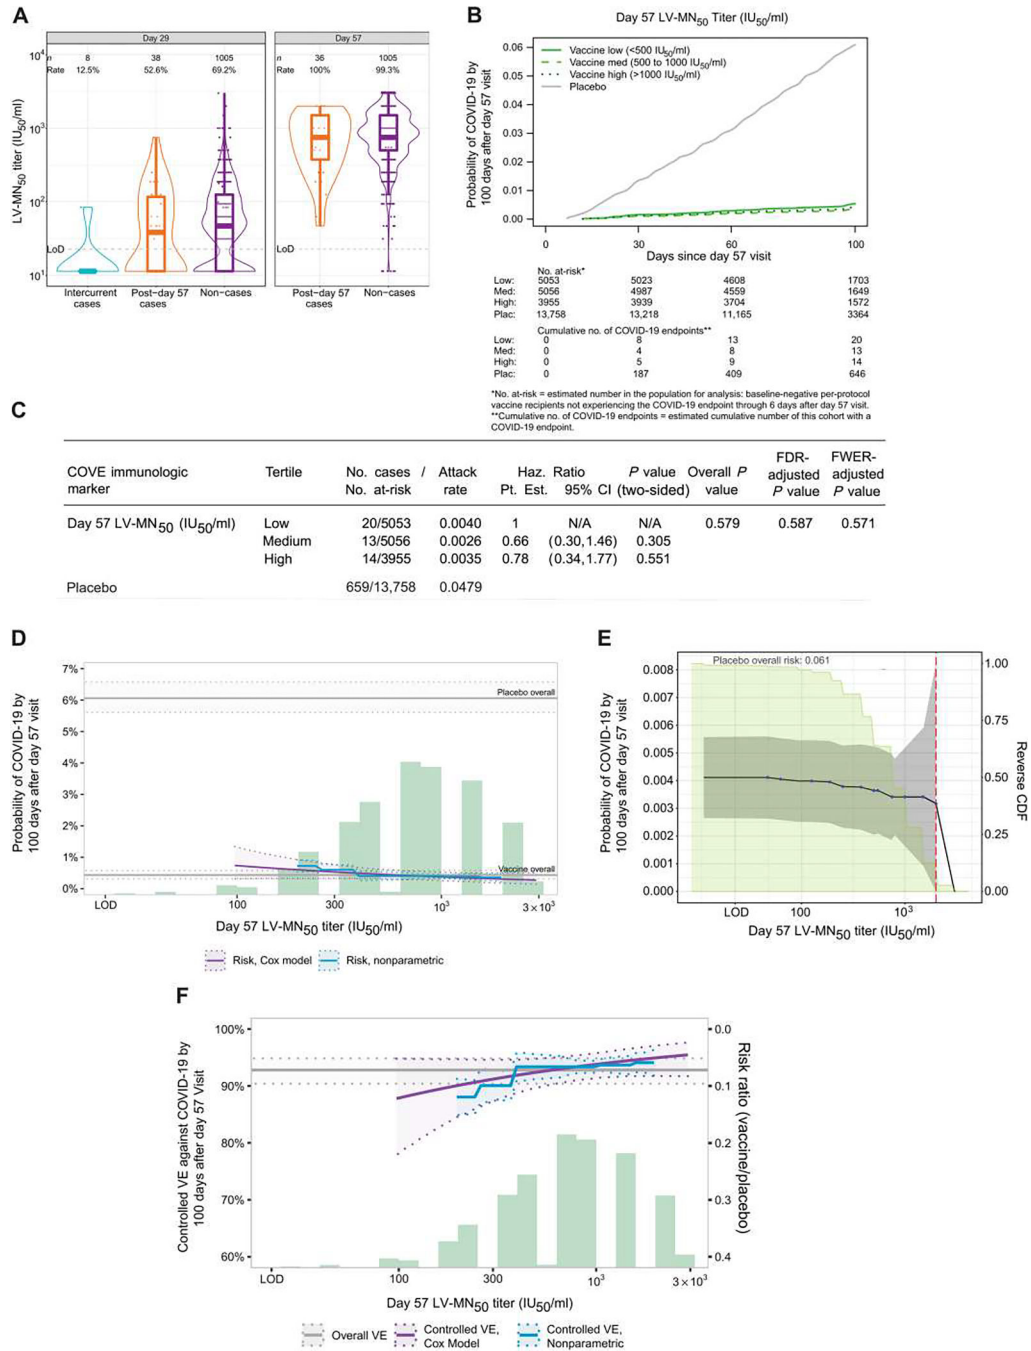 A
Day 29
Day 57
n 8 38 1005
Rate 12.5% 52.6% 69.2%
n 36 1005
Rate 100% 99.3%
LV-MN50 titer (IU50/ml)
10^4
10^3
10^2
10^1
LoD
LoD
Intercurrent cases
Post-day 57 cases
Non-cases
Post-day 57 cases
Non-cases
B
Day 57 LV-MN50 Titer (IU50/ml)
Probability of COVID-19 by
100 days after day 57 visit
0.06
0.05
0.04
0.03
0.02
0.01
0.00
Vaccine low (<500 IU50/ml)
Vaccine med (500 to 1000 IU50/ml)
Vaccine high (>1000 IU50/ml)
Placebo
0 30 60 100
Days since day 57 visit
No. at-risk*
Low: 5053 5023 4608 1703
Med: 5056 4987 4559 1649
High: 3955 3939 3704 1572
Plac: 13,758 13,218 11,165 3364
Cumulative no. of COVID-19 endpoints**
Low: 0 8 13 20
Med: 0 4 8 13
High: 0 5 9 14
Plac: 0 187 409 646
*No. at-risk = estimated number in the population for analysis: baseline-negative per-protocol
vaccine recipients not experiencing the COVID-19 endpoint through 6 days after day 57 visit.
**Cumulative no. of COVID-19 endpoints = estimated cumulative number of this cohort with a
COVID-19 endpoint.
C
COVE immunologic marker
Tertile
No. cases / No. at-risk
Attack rate
Haz. Ratio
Pt. Est. 95% CI
P value (two-sided)
Overall P value
FDR-adjusted P value
FWER-adjusted P value
Day 57 LV-MN50 (IU50/ml) Low 20/5053 0.0040 1 N/A N/A 0.579 0.587 0.571
Medium 13/5056 0.0026 0.66 (0.30,1.46) 0.305
High 14/3955 0.0035 0.78 (0.34,1.77) 0.551
Placebo 659/13,758 0.0479
D
Probability of COVID-19 by
100 days after day 57 visit
7%
6%
5%
4%
3%
2%
1%
0%
Placebo overall
Vaccine overall
LOD 100 300 10^3 3×10^3
Day 57 LV-MN50 titer (IU50/ml)
Risk, Cox model
Risk, nonparametric
E
Placebo overall risk: 0.061
Probability of COVID-19 by
100 days after day 57 visit
0.008
0.007
0.006
0.005
0.004
0.003
0.002
0.001
0.000
1.00
0.75
0.50
0.25
0.00
Reverse CDF
LOD 100 10^3
Day 57 LV-MN50 titer (IU50/ml)
F
Controlled VE against COVID-19 by
100 days after day 57 Visit
100%
90%
80%
70%
60%
0.0
0.1
0.2
0.3
0.4
Risk ratio (vaccine/placebo)
LOD 100 300 10^3 3×10^3
Day 57 LV-MN50 titer (IU50/ml)
Overall VE
Controlled VE, Cox Model
Controlled VE, Nonparametric